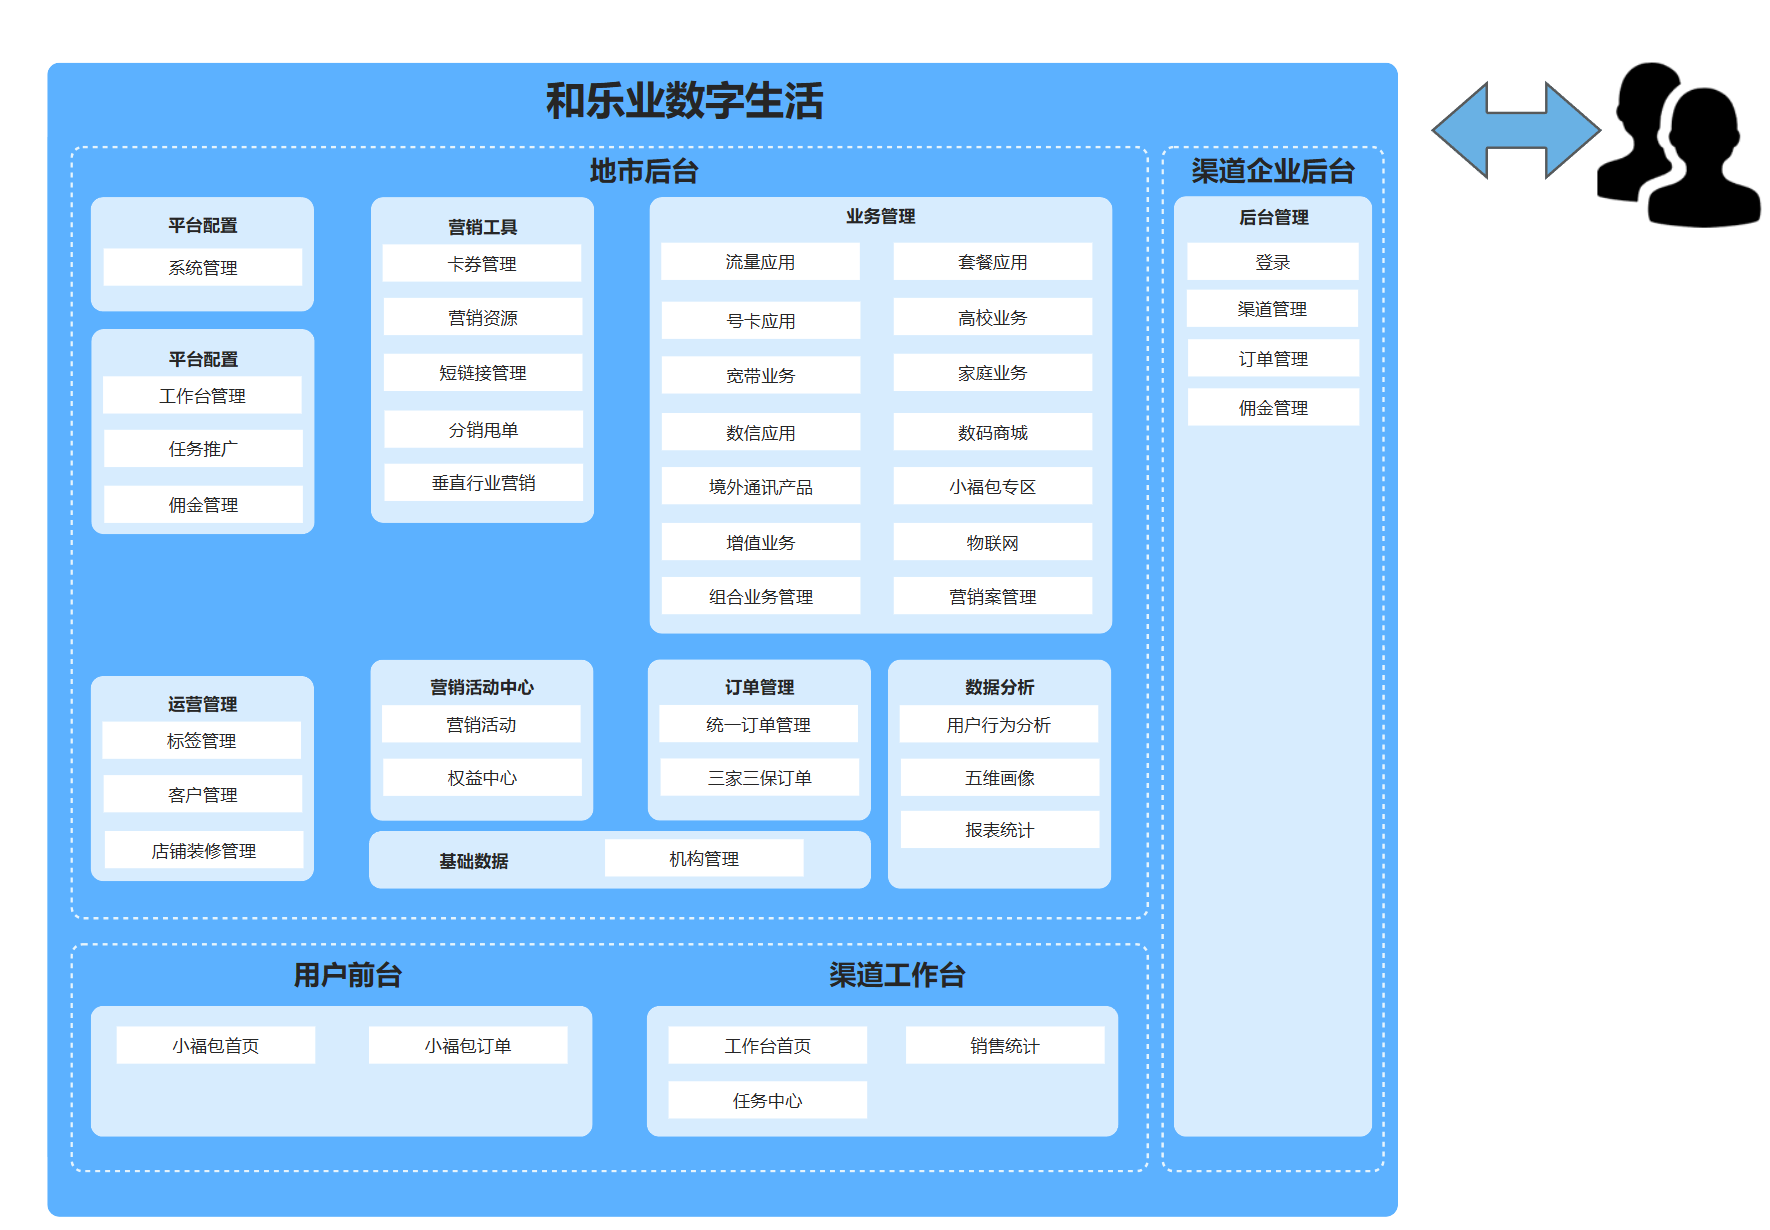 和乐业数字生活
地市后台
平台配置
系统管理
平台配置
工作台管理
任务推广
佣金管理
营销工具
卡券管理
营销资源
短链接管理
分销甩单
垂直行业营销
业务管理
流量应用
套餐应用
号卡应用
高校业务
宽带业务
家庭业务
数信应用
数码商城
境外通讯产品
小福包专区
增值业务
物联网
组合业务管理
营销案管理
运营管理
标签管理
客户管理
店铺装修管理
营销活动中心
营销活动
权益中心
订单管理
统一订单管理
三家三保订单
数据分析
用户行为分析
五维画像
报表统计
基础数据
机构管理
渠道企业后台
后台管理
登录
渠道管理
订单管理
佣金管理
用户前台
小福包首页
小福包订单
渠道工作台
工作台首页
销售统计
任务中心